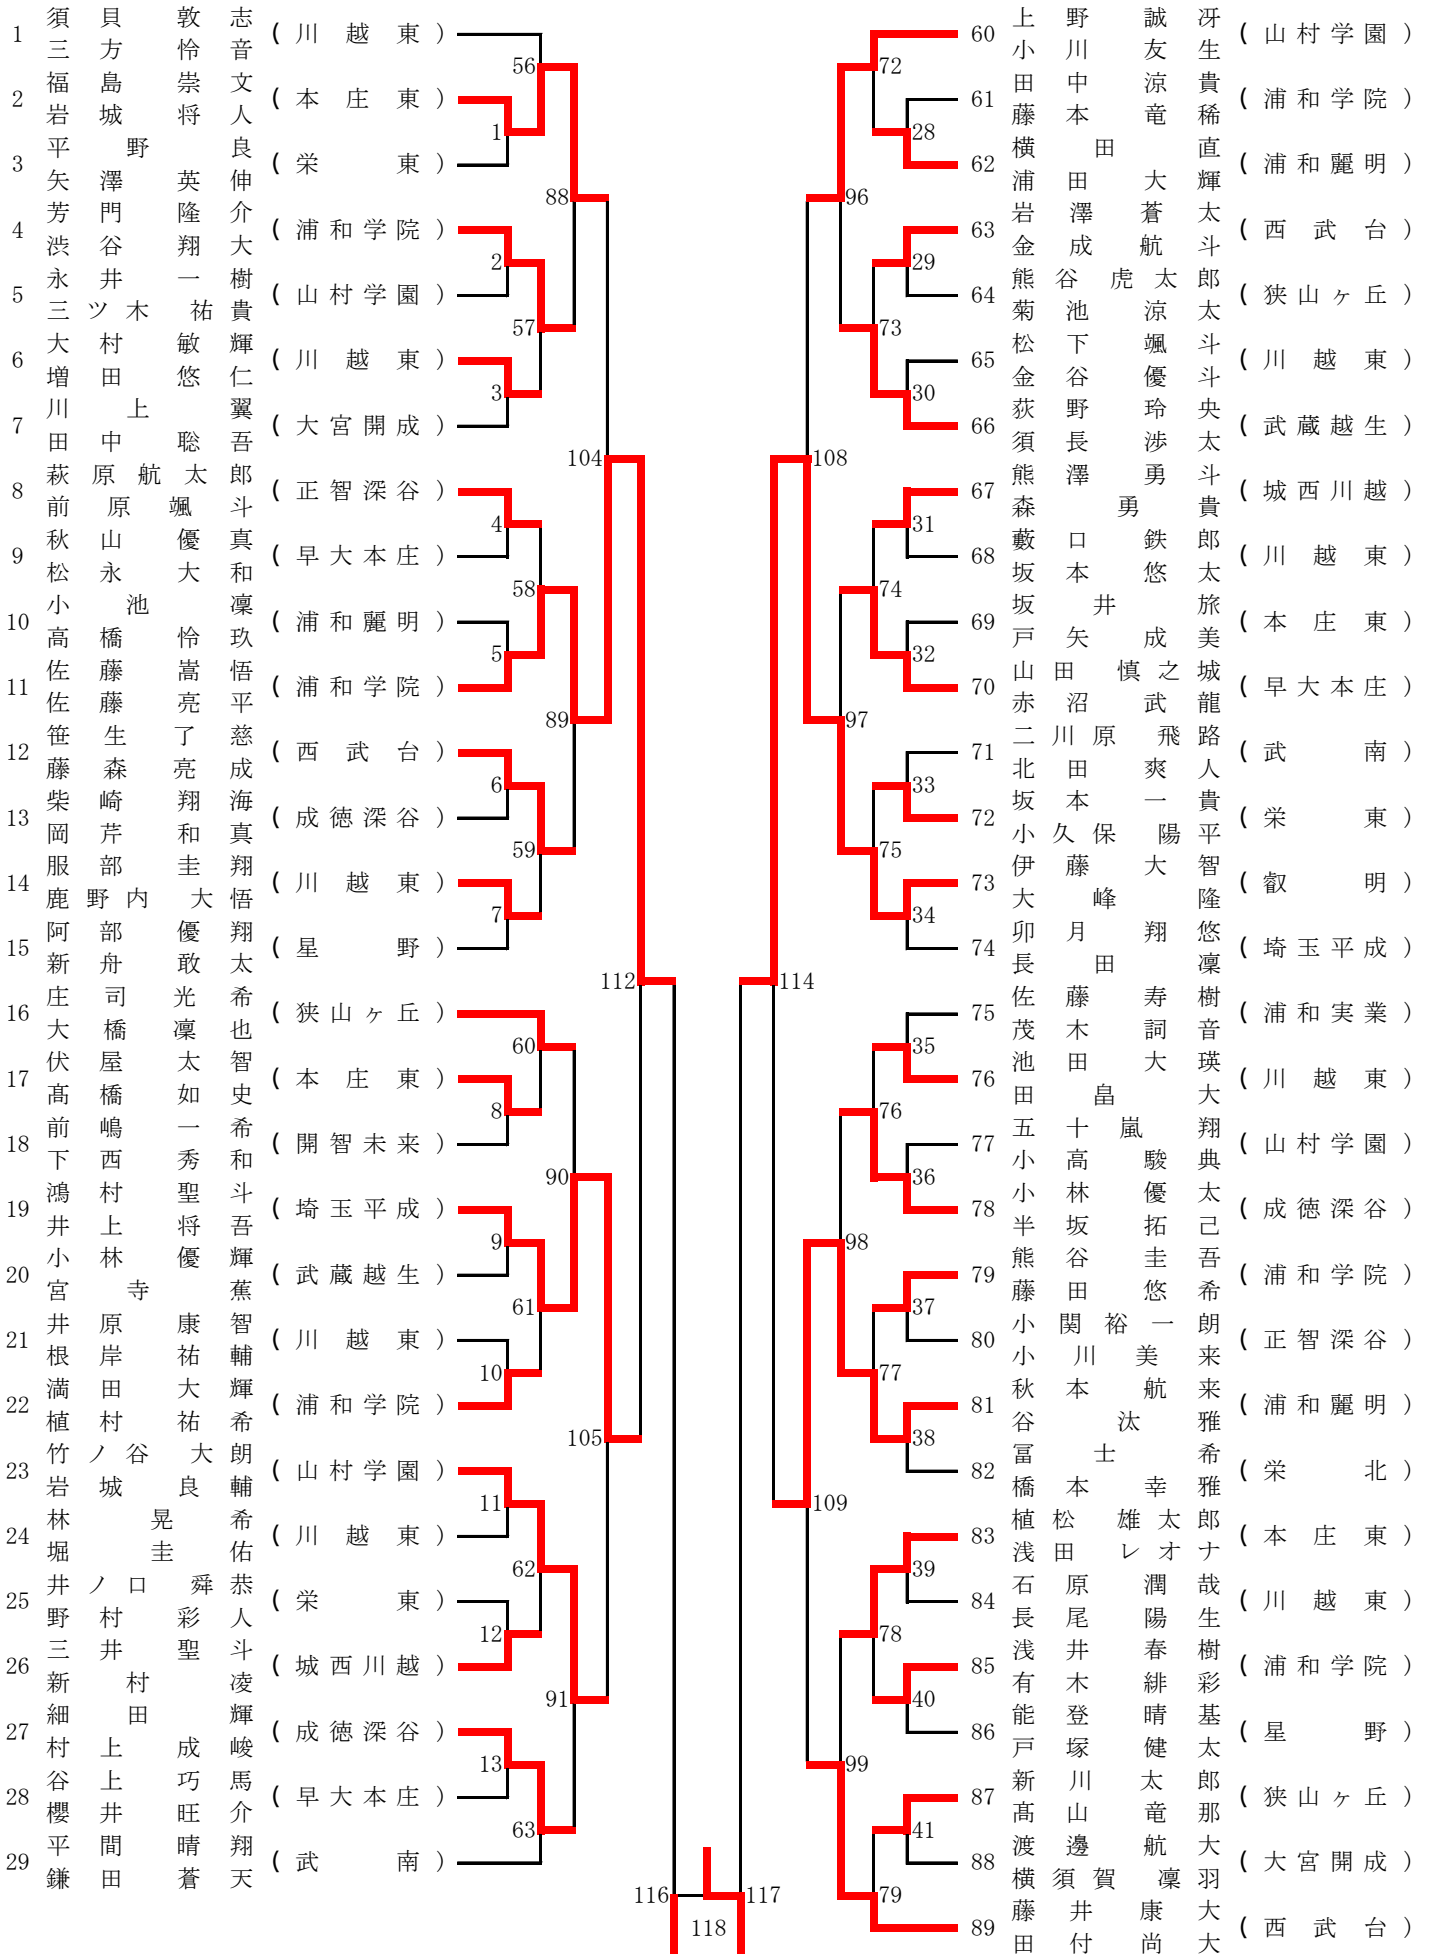 1 須貝敦志 三方怜音 (川越東)
2 福島崇文 岩城将人 (本庄東)
3 平野良 矢澤英伸 (栄東)
4 芳門隆介 渋谷翔大 (浦和学院)
5 永井一樹 三ツ木祐貴 (山村学園)
6 大村敏輝 増田悠仁 (川越東)
7 川上翼 田中聡吾 (大宮開成)
8 萩原航太郎 前原颯斗 (正智深谷)
9 秋山優真 松永大和 (早大本庄)
10 小池凜 高橋怜玖 (浦和麗明)
11 佐藤嵩悟 佐藤亮平 (浦和学院)
12 笹生了慈 藤森亮成 (西武台)
13 柴崎翔海 岡芹和真 (成徳深谷)
14 服部圭翔 鹿野内大悟 (川越東)
15 阿部優翔 新舟敢太 (星野)
16 庄司光希 大橋凜也 (狭山ヶ丘)
17 伏屋太智 髙橋如史 (本庄東)
18 前嶋一希 下西秀和 (開智未来)
19 鴻村聖斗 井上将吾 (埼玉平成)
20 小林優輝 宮寺蕉 (武蔵越生)
21 井原康智 根岸祐輔 (川越東)
22 満田大輝 植村祐希 (浦和学院)
23 竹ノ谷大朗 岩城良輔 (山村学園)
24 林晃希 堀圭佑 (川越東)
25 井ノ口舜恭 野村彩人 (栄東)
26 三井聖斗 新村凌 (城西川越)
27 細田輝 村上成峻 (成徳深谷)
28 谷上巧馬 櫻井旺介 (早大本庄)
29 平間晴翔 鎌田蒼天 (武南)
56
1
88
2
57
3
104
4
58
5
89
6
59
7
112
60
8
90
9
61
10
105
11
62
12
91
13
63
116
118
117
72
28
96
29
73
30
108
31
74
32
97
33
75
34
114
35
76
36
98
37
77
38
109
39
78
40
99
41
79
60 上野誠冴 小川友生 (山村学園)
61 田中涼貴 藤本竜稀 (浦和学院)
62 横田直 浦田大輝 (浦和麗明)
63 岩澤蒼太 金成航斗 (西武台)
64 熊谷虎太郎 菊池涼太 (狭山ヶ丘)
65 松下颯斗 金谷優斗 (川越東)
66 荻野玲央 須長渉太 (武蔵越生)
67 熊澤勇斗 森勇貴 (城西川越)
68 藪口鉄郎 坂本悠太 (川越東)
69 坂井旅 戸矢成美 (本庄東)
70 山田慎之城 赤沼武龍 (早大本庄)
71 二川原飛路 北田爽人 (武南)
72 坂本一貴 小久保陽平 (栄東)
73 伊藤大智 大峰隆 (叡明)
74 卯月翔悠 長田凜 (埼玉平成)
75 佐藤寿樹 茂木詞音 (浦和実業)
76 池田大瑛 田畠大 (川越東)
77 五十嵐翔 小高駿典 (山村学園)
78 小林優太 半坂拓己 (成徳深谷)
79 熊谷圭吾 藤田悠希 (浦和学院)
80 小関裕一朗 小川美来 (正智深谷)
81 秋本航来 谷汰雅 (浦和麗明)
82 冨士希 橋本幸雅 (栄北)
83 植松雄太郎 浅田レオナ (本庄東)
84 石原潤哉 長尾陽生 (川越東)
85 浅井春樹 有木緋彩 (浦和学院)
86 能登晴基 戸塚健太 (星野)
87 新川太郎 髙山竜那 (狭山ヶ丘)
88 渡邊航大 横須賀凜羽 (大宮開成)
89 藤井康大 田付尚大 (西武台)